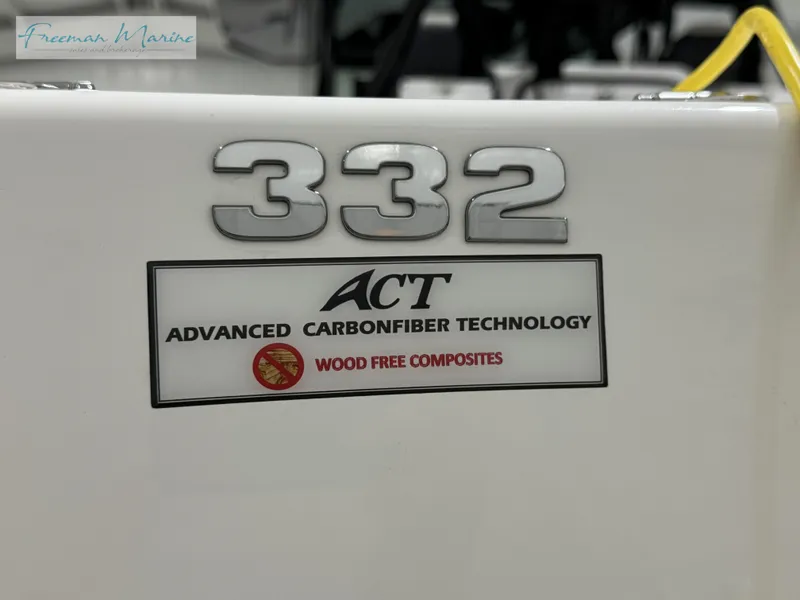 Freeman Marine
332
ACT
ADVANCED CARBONFIBER TECHNOLOGY
WOOD FREE COMPOSITES